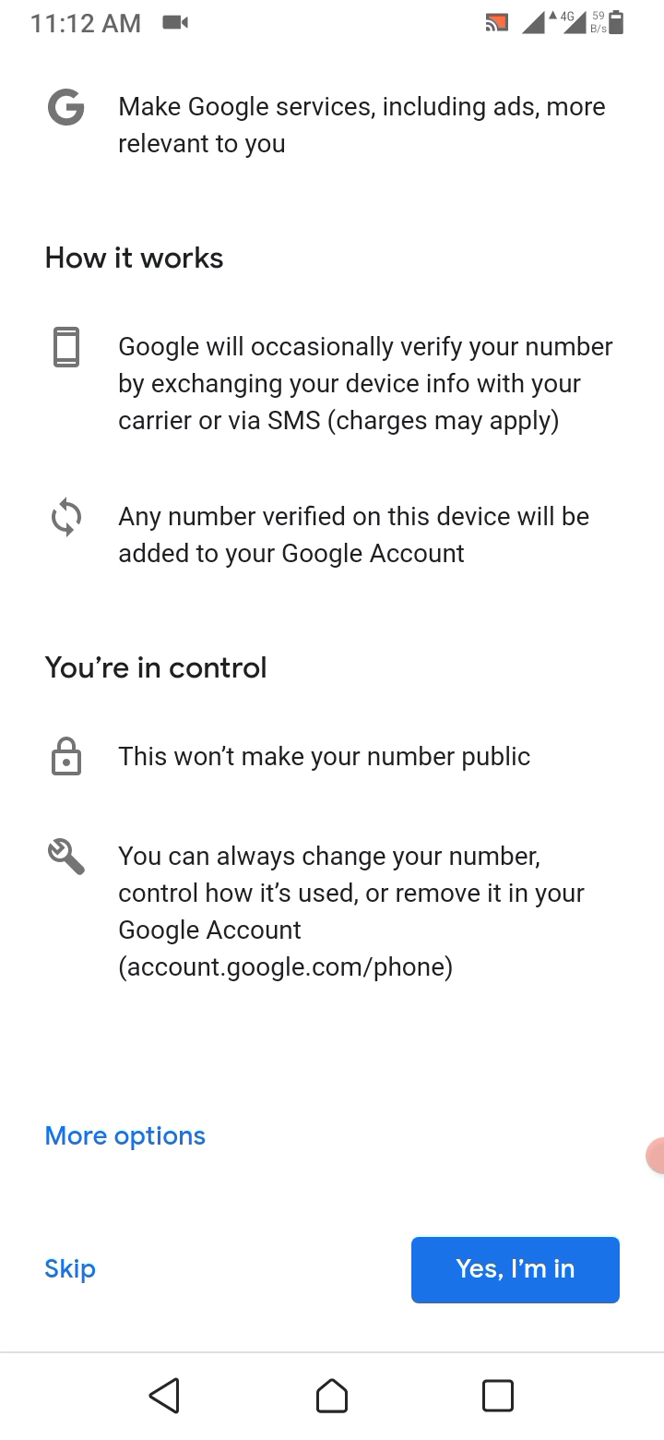 11:12 AM
4G
59
B/s
Make Google services, including ads, more
relevant to you
How it works
Google will occasionally verify your number
by exchanging your device info with your
carrier or via SMS (charges may apply)
Any number verified on this device will be
added to your Google Account
You’re in control
This won’t make your number public
You can always change your number,
control how it’s used, or remove it in your
Google Account
(account.google.com/phone)
More options
Skip
Yes, I’m in